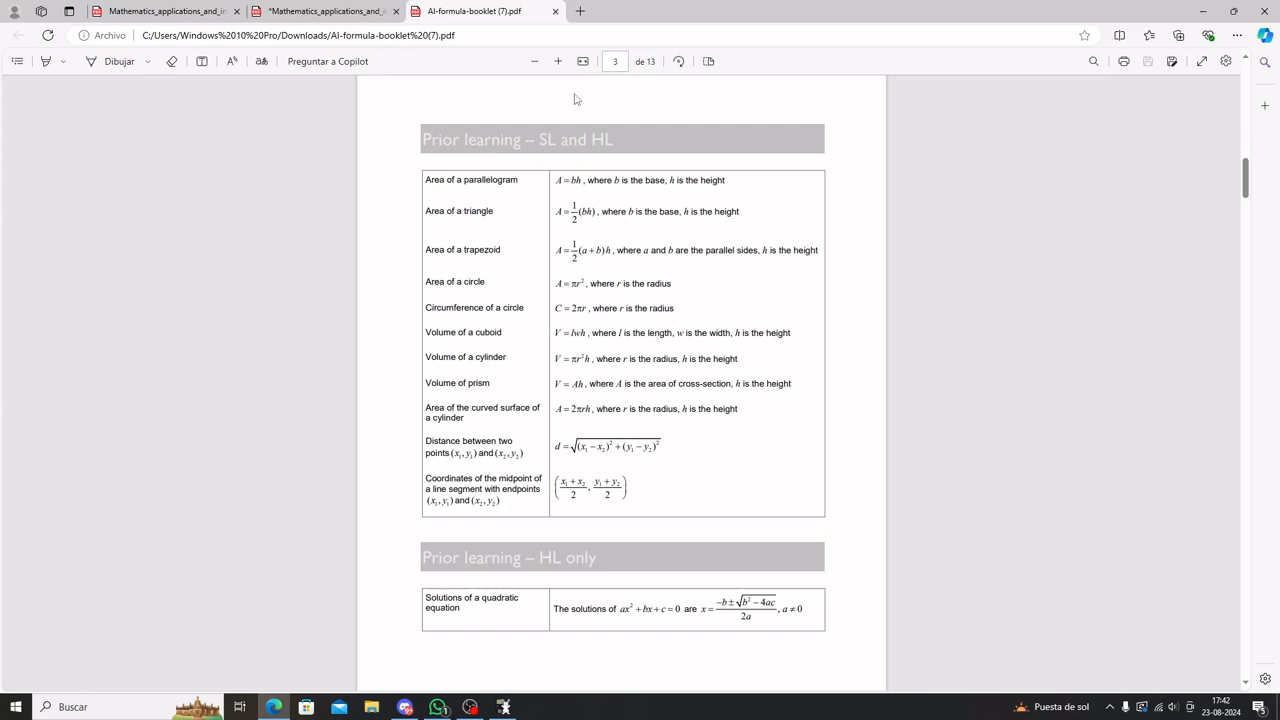 Matematics_applications_and_in
*Matematics_applications_and_in
AI-formula-booklet (7).pdf
Archivo C:/Users/Windows%2010%20Pro/Downloads/AI-formula-booklet (7).pdf
Dibujar Preguntar a Copilot 3 de 13
Prior learning – SL and HL
Area of a parallelogram A = bh, where b is the base, h is the height
Area of a triangle A = 1/2 (bh), where b is the base, h is the height
Area of a trapezoid A = 1/2 (a + b)h, where a and b are the parallel sides, h is the height
Area of a circle A = πr², where r is the radius
Circumference of a circle C = 2πr, where r is the radius
Volume of a cuboid V = lwh, where l is the length, w is the width, h is the height
Volume of a cylinder V = πr²h, where r is the radius, h is the height
Volume of prism V = Ah, where A is the area of cross-section, h is the height
Area of the curved surface of
a cylinder
A = 2πrh, where r is the radius, h is the height
Distance between two
points (x₁, y₁) and (x₂, y₂)
d = √((x₁ − x₂)² + (y₁ − y₂)²)
Coordinates of the midpoint of
a line segment with endpoints
(x₁, y₁) and (x₂, y₂)
((x₁ + x₂)/2, (y₁ + y₂)/2)
Prior learning – HL only
Solutions of a quadratic
equation
The solutions of ax² + bx + c = 0 are x = (−b ± √(b² − 4ac))/2a, a ≠ 0
Buscar
Puesta de sol
17:42
23-08-2024